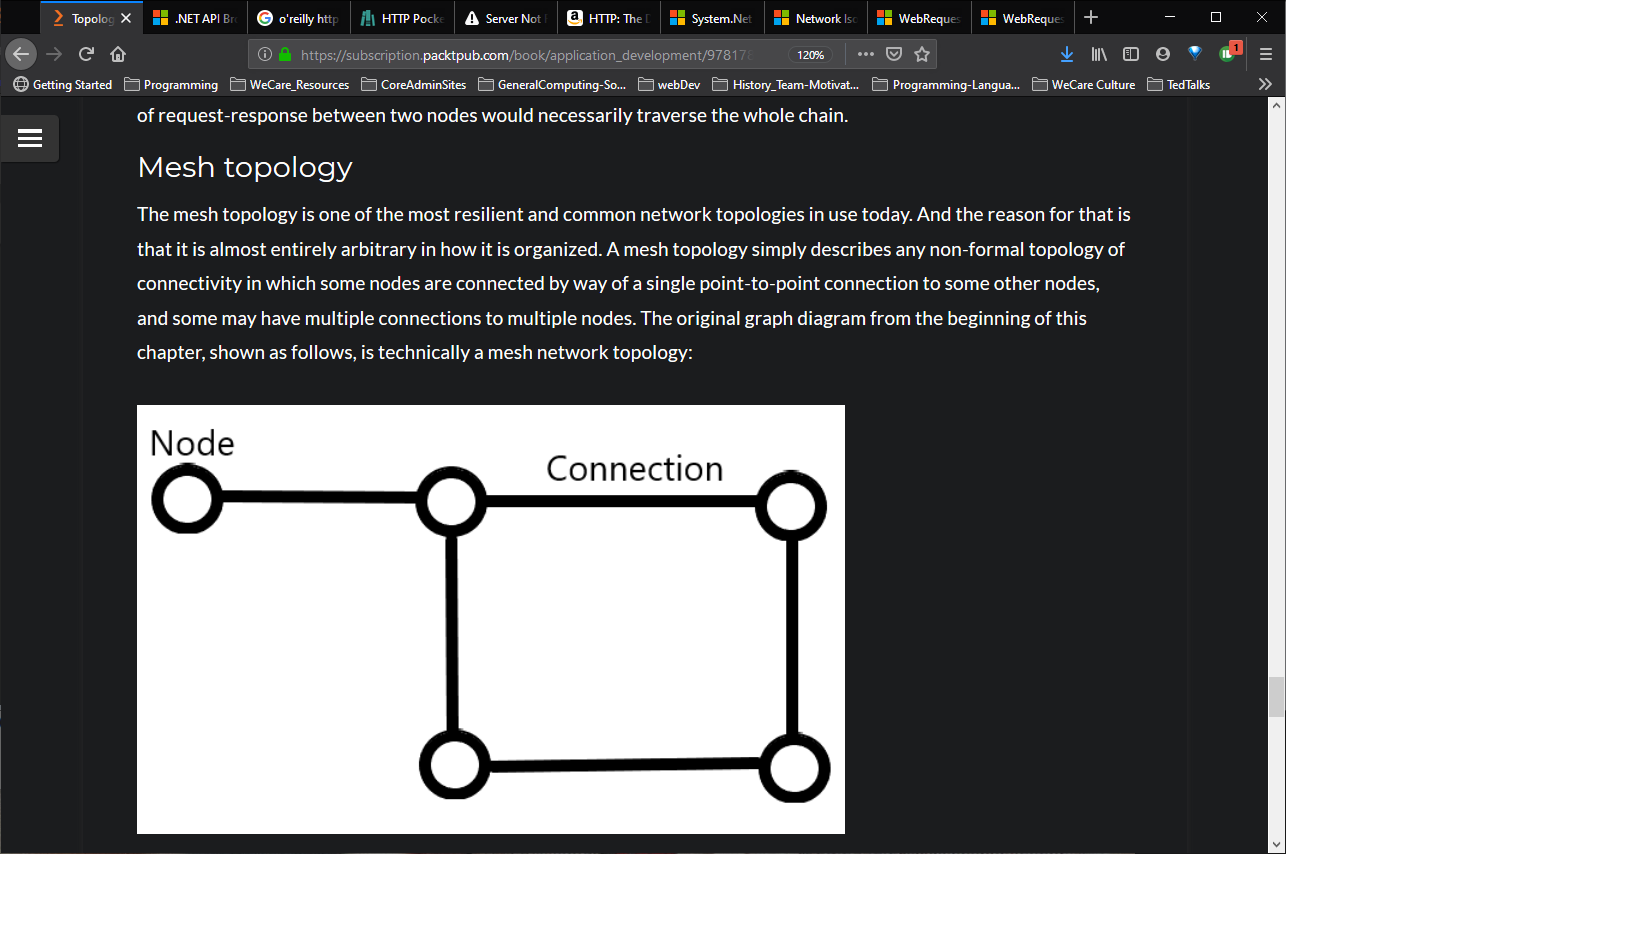 Topolog
.NET API Br
o'reilly http
HTTP Pocke
Server Not
HTTP: The D
System.Net
Network Iso
WebReques
WebReques
https://subscription.packtpub.com/book/application_development/97817
120%
1
Getting Started
Programming
WeCare_Resources
CoreAdminSites
GeneralComputing-So...
webDev
History_Team-Motivat...
Programming-Langua...
WeCare Culture
TedTalks
of request-response between two nodes would necessarily traverse the whole chain.
Mesh topology
The mesh topology is one of the most resilient and common network topologies in use today. And the reason for that is
that it is almost entirely arbitrary in how it is organized. A mesh topology simply describes any non-formal topology of
connectivity in which some nodes are connected by way of a single point-to-point connection to some other nodes,
and some may have multiple connections to multiple nodes. The original graph diagram from the beginning of this
chapter, shown as follows, is technically a mesh network topology:
Node
Connection